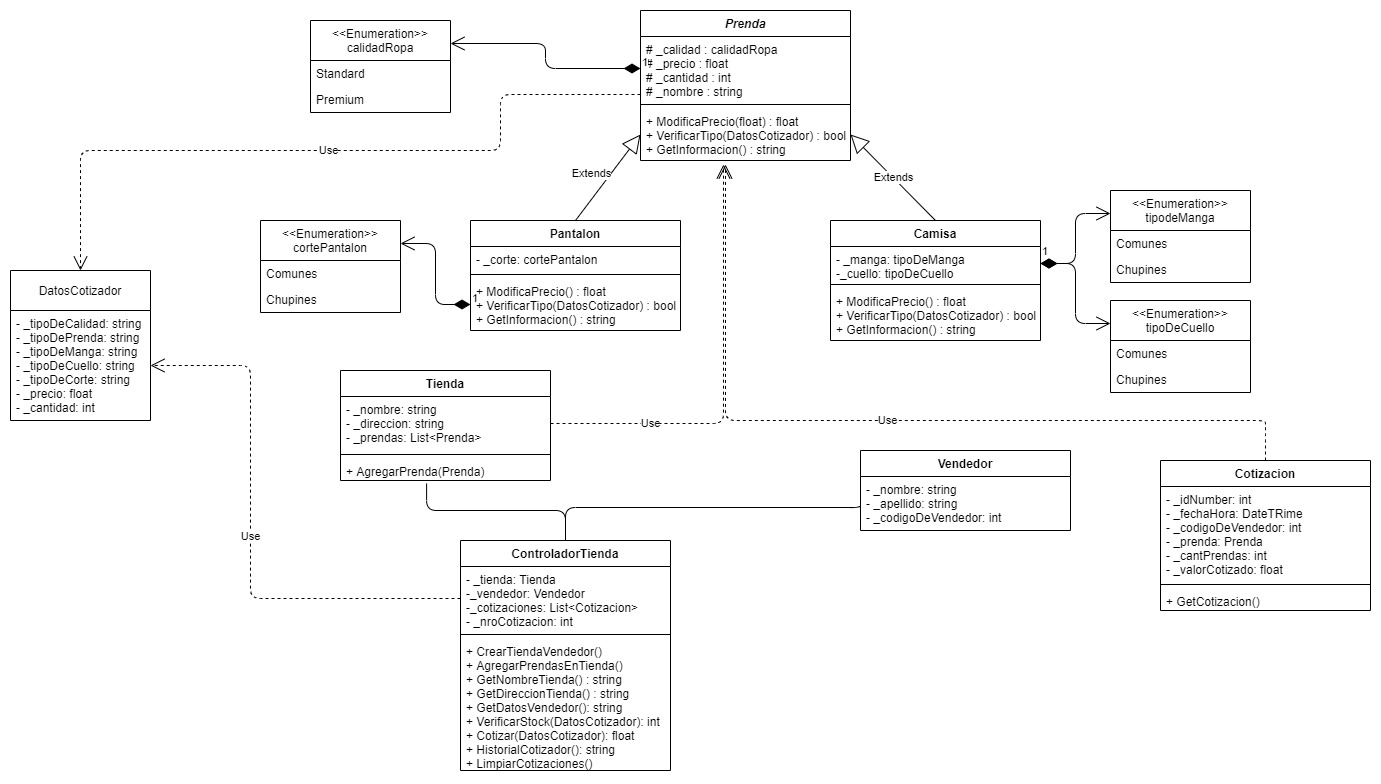 <<Enumeration>>
calidadRopa
Standard
Premium
Prenda
# _calidad : calidadRopa
# _precio : float
# _cantidad : int
# _nombre : string
+ ModificaPrecio(float) : float
+ VerificarTipo(DatosCotizador) : bool
+ GetInformacion() : string
1
Use
Extends
Extends
<<Enumeration>>
cortePantalon
Comunes
Chupines
Pantalon
- _corte: cortePantalon
+ ModificaPrecio() : float
+ VerificarTipo(DatosCotizador) : bool
+ GetInformacion() : string
1
Camisa
- _manga: tipoDeManga
-_cuello: tipoDeCuello
+ ModificaPrecio() : float
+ VerificarTipo(DatosCotizador) : bool
+ GetInformacion() : string
1
<<Enumeration>>
tipodeManga
Comunes
Chupines
<<Enumeration>>
tipoDeCuello
Comunes
Chupines
DatosCotizador
- _tipoDeCalidad: string
- _tipoDePrenda: string
- _tipoDeManga: string
- _tipoDeCuello: string
- _tipoDeCorte: string
- _precio: float
- _cantidad: int
Tienda
- _nombre: string
- _direccion: string
- _prendas: List<Prenda>
+ AgregarPrenda(Prenda)
Use
Use
Vendedor
- _nombre: string
- _apellido: string
- _codigoDeVendedor: int
Cotizacion
- _idNumber: int
- _fechaHora: DateTRime
- _codigoDeVendedor: int
- _prenda: Prenda
- _cantPrendas: int
- _valorCotizado: float
+ GetCotizacion()
Use
ControladorTienda
- _tienda: Tienda
-_vendedor: Vendedor
-_cotizaciones: List<Cotizacion>
- _nroCotizacion: int
+ CrearTiendaVendedor()
+ AgregarPrendasEnTienda()
+ GetNombreTienda() : string
+ GetDireccionTienda() : string
+ GetDatosVendedor(): string
+ VerificarStock(DatosCotizador): int
+ Cotizar(DatosCotizador): float
+ HistorialCotizador(): string
+ LimpiarCotizaciones()